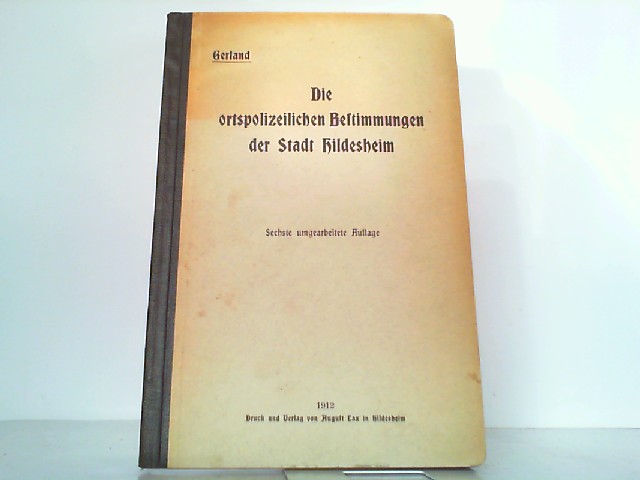 Gerland
Die
ortspolizeilichen Bestimmungen
der Stadt Hildesheim
Sechste umgearbeitete Auflage
1912
Druck und Verlag von August Lax in Hildesheim